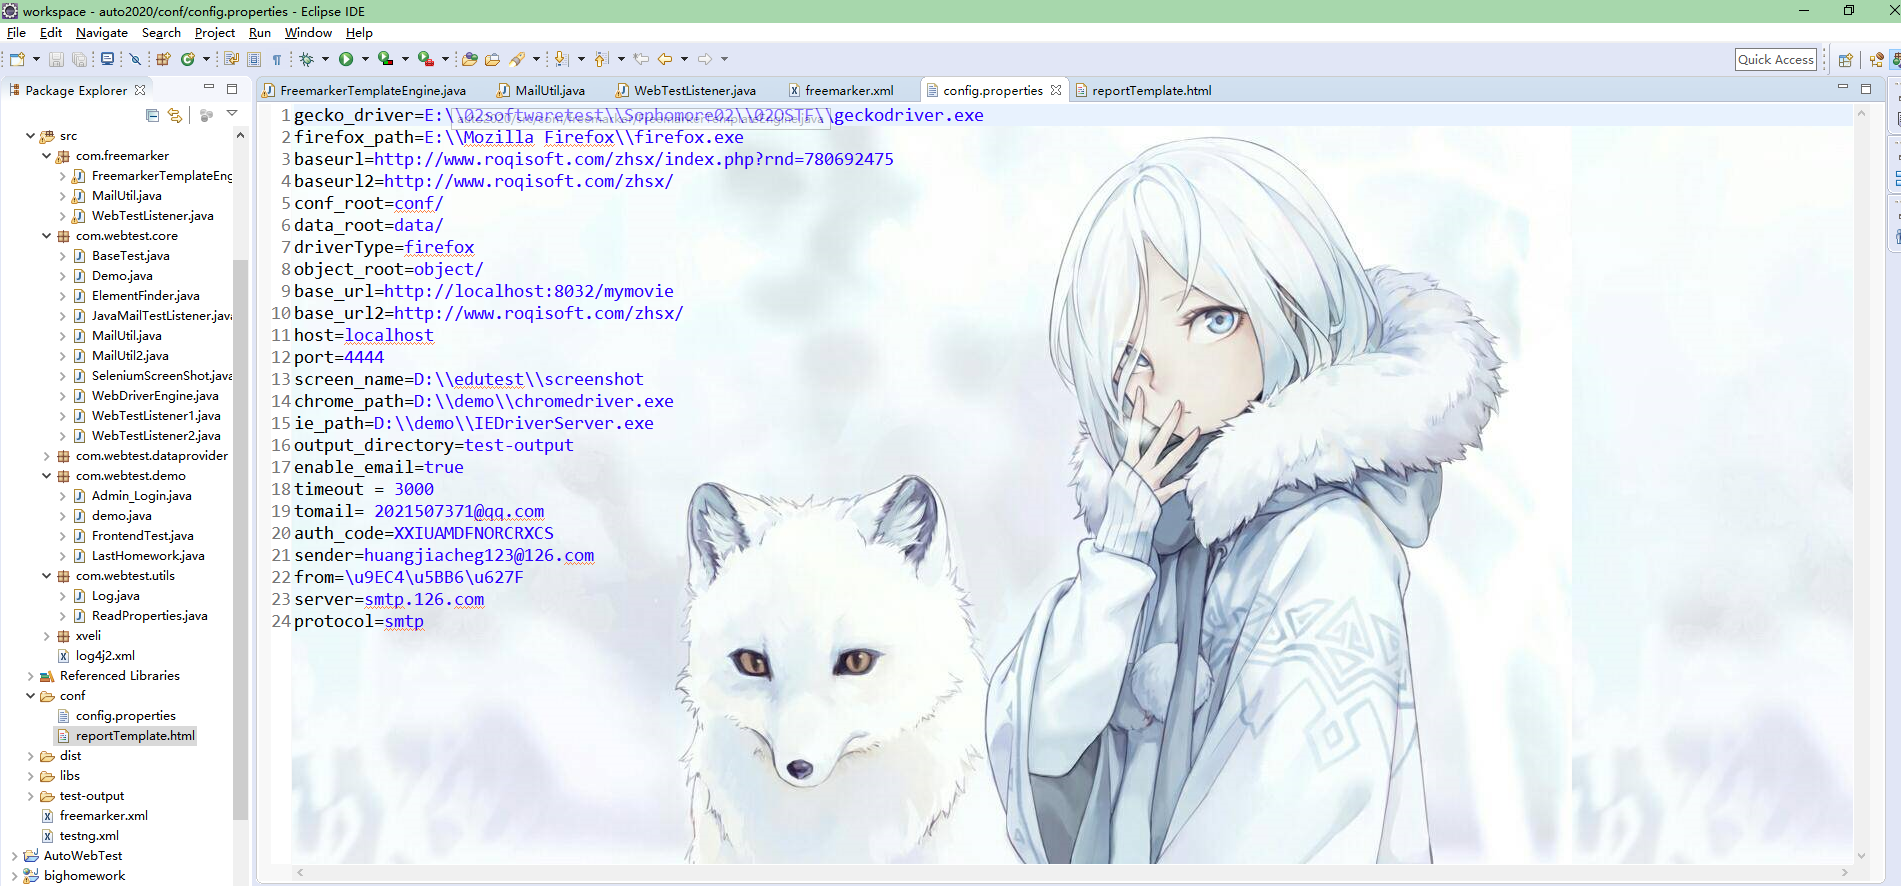 workspace - auto2020/conf/config.properties - Eclipse IDE
File Edit Navigate Search Project Run Window Help
Quick Access
Package Explorer
FreemarkerTemplateEngine.java
MailUtil.java
WebTestListener.java
freemarker.xml
config.properties
reportTemplate.html
src
com.freemarker
FreemarkerTemplateEng
MailUtil.java
WebTestListener.java
com.webtest.core
BaseTest.java
Demo.java
ElementFinder.java
JavaMailTestListener.java
MailUtil.java
MailUtil2.java
SeleniumScreenShot.java
WebDriverEngine.java
WebTestListener1.java
WebTestListener2.java
com.webtest.dataprovider
com.webtest.demo
Admin_Login.java
demo.java
FrontendTest.java
LastHomework.java
com.webtest.utils
Log.java
ReadProperties.java
xveli
log4j2.xml
Referenced Libraries
conf
config.properties
reportTemplate.html
dist
libs
test-output
freemarker.xml
testng.xml
AutoWebTest
bighomework
1 gecko_driver=E:\\02softwaretest\\Sophomore02\\02OSTE\\geckodriver.exe
2 firefox_path=E:\\Mozilla Firefox\\firefox.exe
3 baseurl=http://www.roqisoft.com/zhsx/index.php?rnd=780692475
4 baseurl2=http://www.roqisoft.com/zhsx/
5 conf_root=conf/
6 data_root=data/
7 driverType=firefox
8 object_root=object/
9 base_url=http://localhost:8032/mymovie
10 base_url2=http://www.roqisoft.com/zhsx/
11 host=localhost
12 port=4444
13 screen_name=D:\\edutest\\screenshot
14 chrome_path=D:\\demo\\chromedriver.exe
15 ie_path=D:\\demo\\IEDriverServer.exe
16 output_directory=test-output
17 enable_email=true
18 timeout = 3000
19 tomail= 2021507371@qq.com
20 auth_code=XXIUAMDFNORCRXCS
21 sender=huangjiacheg123@126.com
22 from=\u9EC4\u5BB6\u627F
23 server=smtp.126.com
24 protocol=smtp